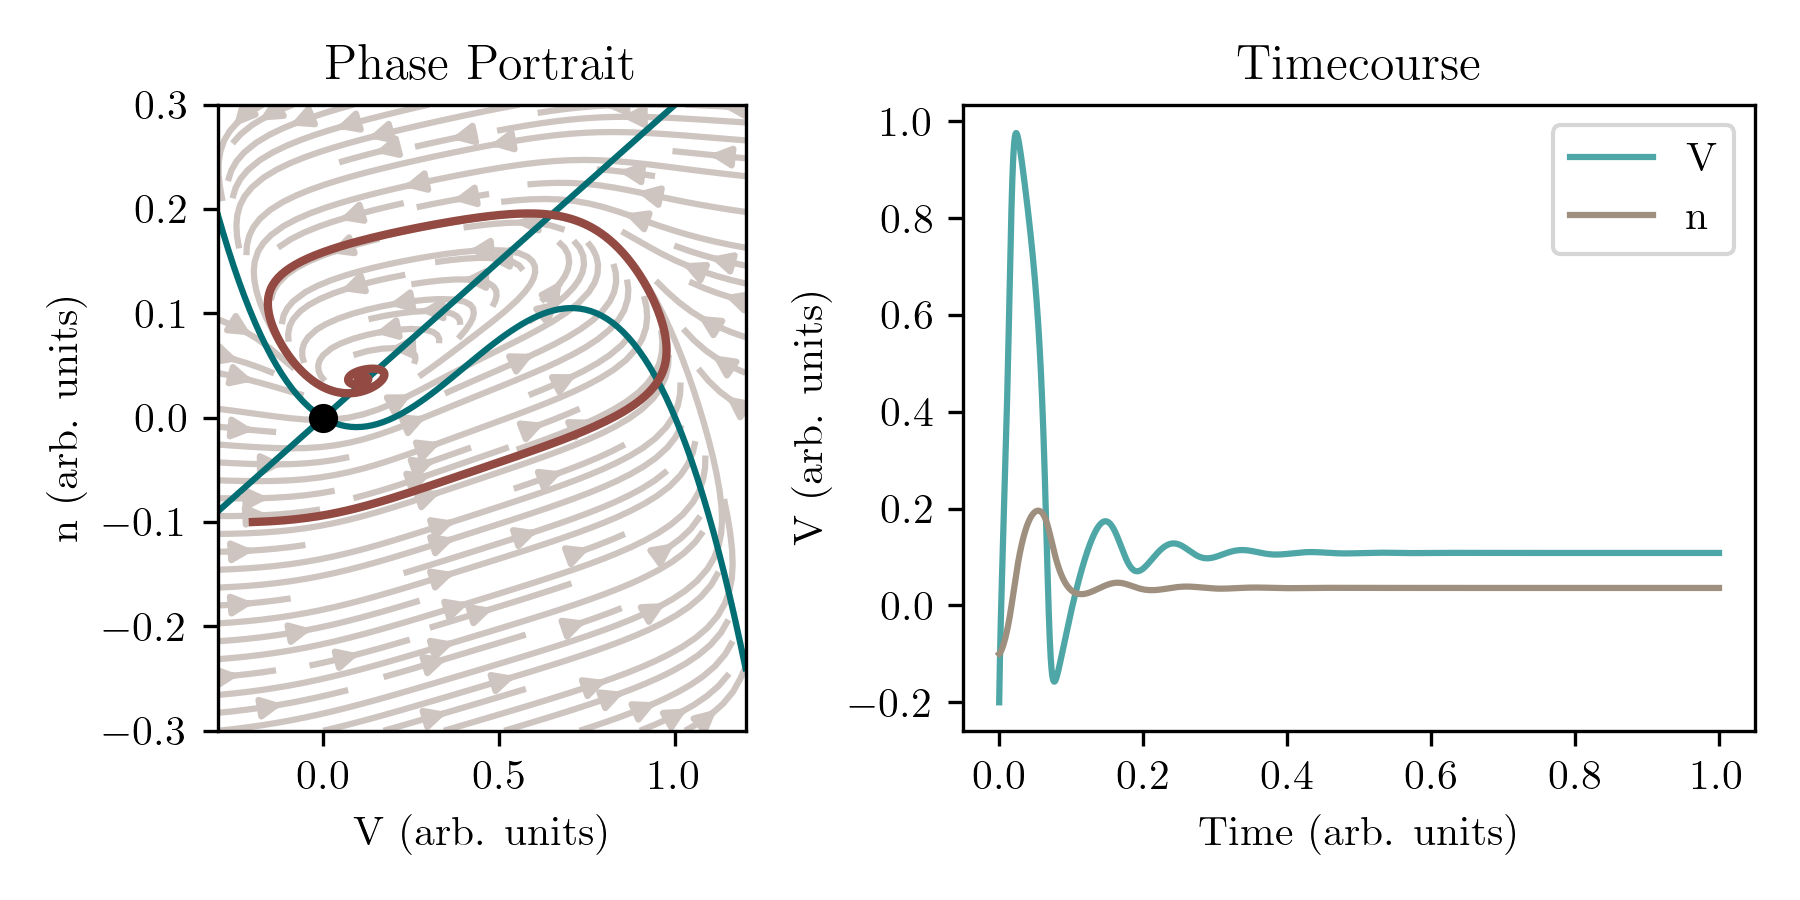 Phase Portrait
0.3
0.2
0.1
0.0
−0.1
−0.2
−0.3
n (arb. units)
0.0 0.5 1.0
V (arb. units)
Timecourse
1.0
0.8
0.6
0.4
0.2
0.0
−0.2
V (arb. units)
V
n
0.0 0.2 0.4 0.6 0.8 1.0
Time (arb. units)